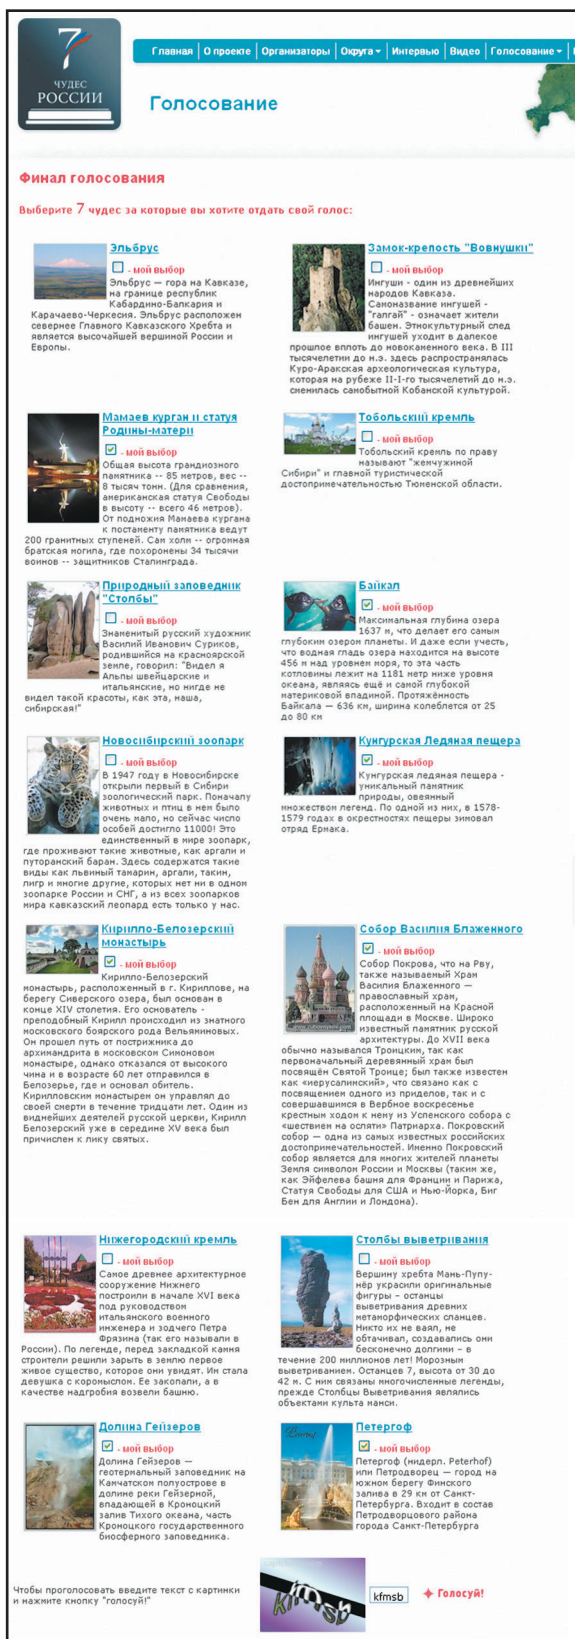 7
ЧУДЕС
РОССИИ
Главная | О проекте | Организаторы | Округа | Интервью | Видео | Голосование |
Голосование
Финал голосования
Выберите 7 чудес за которые вы хотите отдать свой голос:
Эльбрус
- мой выбор
Эльбрус — гора на Кавказе,
на границе республик
Кабардино-Балкария и
Карачаево-Черкесия. Эльбрус расположен
севернее Главного Кавказского Хребта и
является высочайшей вершиной России и
Европы.
Замок-крепость "Вовнушки"
- мой выбор
Ингуши - один из древнейших
народов Кавказа.
Самоназвание ингушей -
"галгай" - означает жители
башен. Этнокультурный след
ингушей уходит в далекое
прошлое вплоть до новокаменного века. В III
тысячелетии до н.э. здесь распространялась
Куро-Аракская археологическая культура,
которая на рубеже II-I-го тысячелетий до н.э.
сменилась самобытной Кобанской культурой.
Мамаев курган и статуя
Родины-матери
- мой выбор
Общая высота грандиозного
памятника -- 85 метров, вес --
8 тысяч тонн. (Для сравнения,
американская статуя Свободы
в высоту -- всего 46 метров).
От подножия Мамаева кургана
к постаменту памятника ведут
200 гранитных ступеней. Сам холм -- огромная
братская могила, где похоронены 34 тысячи
воинов -- защитников Сталинграда.
Тобольский кремль
- мой выбор
Тобольский кремль по праву
называют "жемчужиной
Сибири" и главной туристической
достопримечательностью Тюменской области.
Природный заповедник
"Столбы"
- мой выбор
Знаменитый русский художник
Василий Иванович Суриков,
родившийся на красноярской
земле, говорил: "Видел я
Альпы швейцарские и
итальянские, но нигде не
видел такой красоты, как эта, наша,
сибирская!"
Байкал
- мой выбор
Максимальная глубина озера
1637 м, что делает его самым
глубоким озером планеты. И даже если учесть,
что водная гладь озера находится на высоте
456 м над уровнем моря, то эта часть
котловины лежит на 1181 метр ниже уровня
океана, являясь ещё и самой глубокой
материковой впадиной. Протяжённость
Байкала — 636 км, ширина колеблется от 25
до 80 км
Новосибирский зоопарк
- мой выбор
В 1947 году в Новосибирске
открыли первый в Сибири
зоологический парк. Поначалу
животных и птиц в нем было
очень мало, но сейчас число
особей достигло 11000! Это
единственный в мире зоопарк,
где проживают такие животные, как аргали и
путоранский баран. Здесь содержатся такие
виды как львиный тамарин, аргали, такин,
лигр и многие другие, которых нет ни в одном
зоопарке России и СНГ, а из всех зоопарков
мира кавказский леопард есть только у нас.
Кунгурская Ледяная пещера
- мой выбор
Кунгурская ледяная пещера -
уникальный памятник
природы, овеянный
множеством легенд. По одной из них, в 1578-
1579 годах в окрестностях пещеры зимовал
отряд Ермака.
Кирилло-Белозерский
монастырь
- мой выбор
Кирилло-Белозерский
монастырь, расположенный в г. Кириллове, на
берегу Сиверского озера, был основан в
конце XIV столетия. Его основатель -
преподобный Кирилл происходил из знатного
московского боярского рода Вельяминовых.
Он прошел путь от пострижника до
архимандрита в московском Симоновом
монастыре, однако отказался от высокого
чина и в возрасте 60 лет отправился в
Белозерье, где и основал обитель.
Кирилловским монастырем он управлял до
своей смерти в течение тридцати лет. Один из
виднейших деятелей русской церкви, Кирилл
Белозерский уже в середине XV века был
причислен к лику святых.
Собор Василия Блаженного
- мой выбор
Собор Покрова, что на Рву,
также называемый Храм
Василия Блаженного —
православный храм,
расположенный на Красной
площади в Москве. Широко
известный памятник русской
архитектуры. До XVII века
обычно назывался Троицким, так как
первоначальный деревянный храм был
посвящён Святой Троице; был также известен
как «иерусалимский», что связано как с
посвящением одного из приделов, так и с
совершавшимся в Вербное воскресенье
крестным ходом к нему из Успенского собора с
«шествием на осляти» Патриарха. Покровский
собор — одна из самых известных российских
достопримечательностей. Именно Покровский
собор является для многих жителей планеты
Земля символом России и Москвы (таким же,
как Эйфелева башня для Франции и Парижа,
Статуя Свободы для США и Нью-Йорка, Биг
Бен для Англии и Лондона).
Нижегородский кремль
- мой выбор
Самое древнее архитектурное
сооружение Нижнего
построили в начале XVI века
под руководством
итальянского военного
инженера и зодчего Петра
Фрязина (так его называли в
России). По легенде, перед закладкой камня
строители решили зарыть в землю первое
живое существо, которое они увидят. Им стала
девушка с коромыслом. Ее закопали, а в
качестве надгробия возвели башню.
Столбы выветривания
- мой выбор
Вершину хребта Мань-Пупу-
нёр украсили оригинальные
фигуры – останцы
выветривания древних
метаморфических сланцев.
Никто их не ваял, не
обтачивал, создавались они
бесконечно долгими – в
течение 200 миллионов лет! Морозным
выветриванием. Останцев 7, высота от 30 до
42 м. С ним связаны многочисленные легенды,
прежде Столбцы Выветривания являлись
объектами культа манси.
Долина Гейзеров
- мой выбор
Долина Гейзеров —
геотермальный заповедник на
Камчатском полуострове в
долине реки Гейзерной,
впадающей в Кроноцкий
залив Тихого океана, часть
Кроноцкого государственного
биосферного заповедника.
Петергоф
- мой выбор
Петергоф (нидерл. Peterhof)
или Петродворец — город на
южном берегу Финского
залива в 29 км от Санкт-
Петербурга. Входит в состав
Петродворцового района
города Санкт-Петербурга
Чтобы проголосовать введите текст с картинки
и нажмите кнопку "голосуй!"
kfmsb
kfmsb
Голосуй!